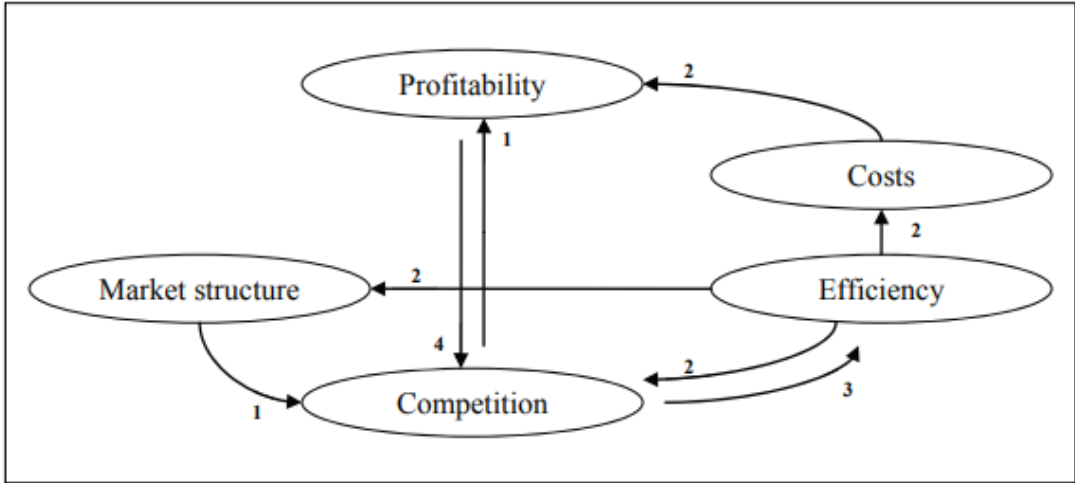 Profitability
2
1
Costs
2
Market structure
2
Efficiency
4
2
3
1
Competition